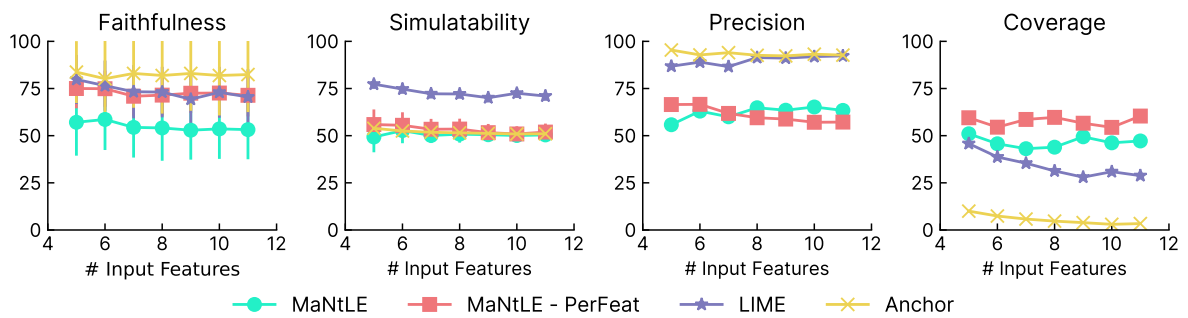 Faithfulness Simulatability Precision Coverage
100 100 100 100
75 75 75 75
50 50 50 50
25 25 25 25
0 0 0 0
4 6 8 10 12 4 6 8 10 12 4 6 8 10 12 4 6 8 10 12
# Input Features # Input Features # Input Features # Input Features
MaNtLE MaNtLE - PerFeat LIME Anchor